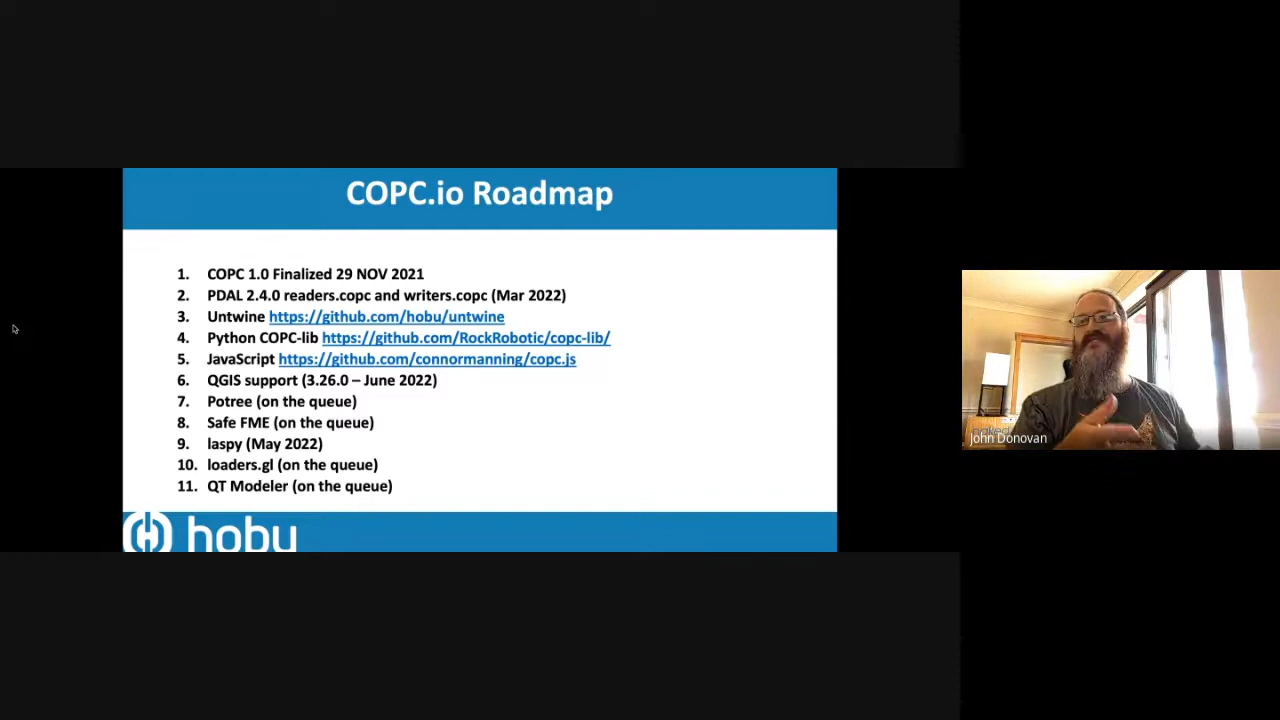 COPC.io Roadmap
1. COPC 1.0 Finalized 29 NOV 2021
2. PDAL 2.4.0 readers.copc and writers.copc (Mar 2022)
3. Untwine https://github.com/hobu/untwine
4. Python COPC-lib https://github.com/RockRobotic/copc-lib/
5. JavaScript https://github.com/connormanning/copc.js
6. QGIS support (3.26.0 – June 2022)
7. Potree (on the queue)
8. Safe FME (on the queue)
9. laspy (May 2022)
10. loaders.gl (on the queue)
11. QT Modeler (on the queue)
hobu
John Donovan